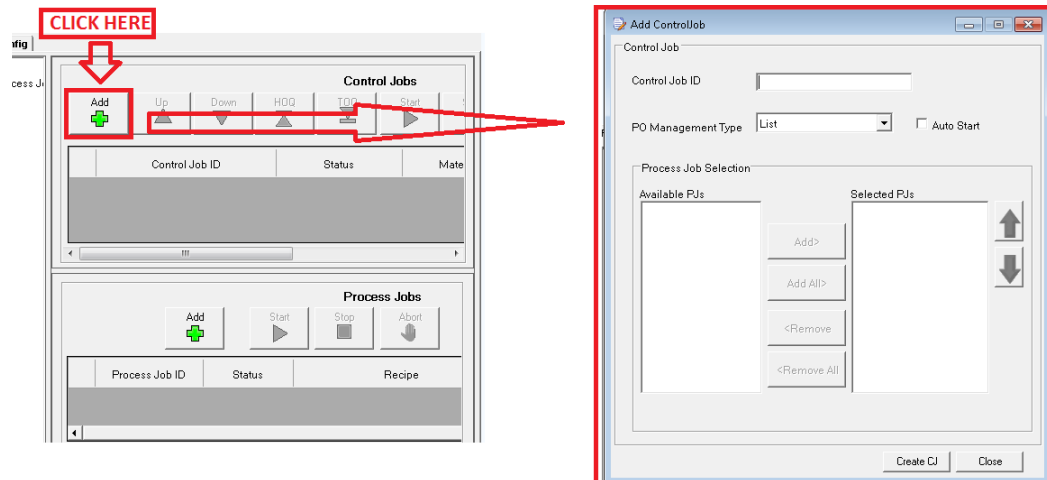 CLICK HERE
nfig
cess J
Control Jobs
Add
Up
Down
HOQ
TOQ
Start
Control Job ID
Status
Mate
Process Jobs
Add
Start
Stop
Abort
Process Job ID
Status
Recipe
Add ControlJob
Control Job
Control Job ID
PO Management Type
List
Auto Start
Process Job Selection
Available PJs
Selected PJs
Add>
Add All>
<Remove
<Remove All
Create CJ
Close